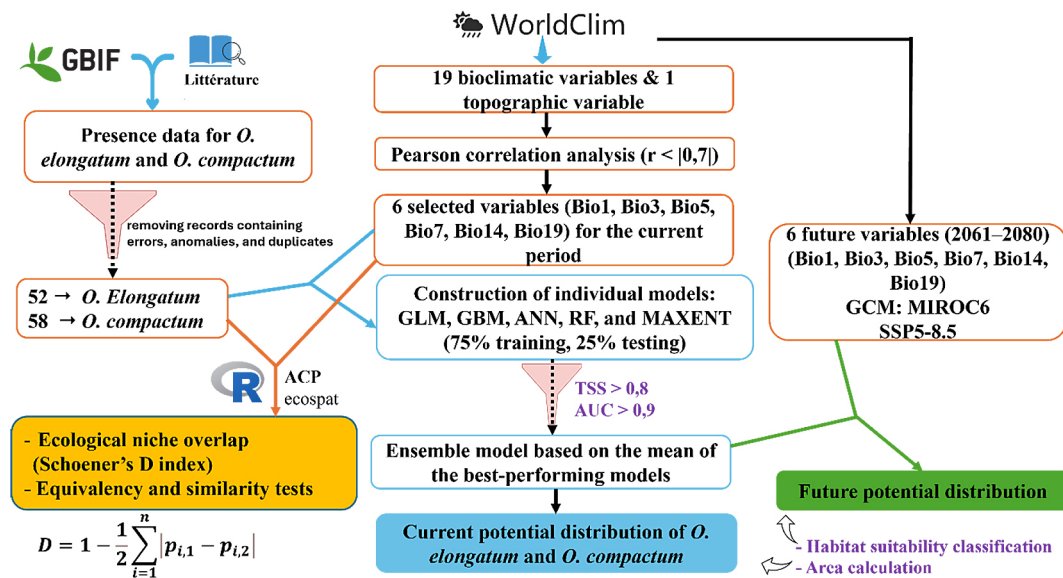 WorldClim
GBIF
Littérature
19 bioclimatic variables & 1
topographic variable
Presence data for O.
elongatum and O. compactum
Pearson correlation analysis (r < |0,7|)
removing records containing
errors, anomalies, and duplicates
6 selected variables (Bio1, Bio3, Bio5,
Bio7, Bio14, Bio19) for the current
period
6 future variables (2061–2080)
(Bio1, Bio3, Bio5, Bio7, Bio14,
Bio19)
GCM: MIROC6
SSP5-8.5
52 → O. Elongatum
58 → O. compactum
Construction of individual models:
GLM, GBM, ANN, RF, and MAXENT
(75% training, 25% testing)
R
ACP
ecospat
TSS > 0,8
AUC > 0,9
- Ecological niche overlap
(Schoener's D index)
- Equivalency and similarity tests
Ensemble model based on the mean of
the best-performing models
Future potential distribution
D = 1 − 1/2 ∑ⁿᵢ₌₁ |pᵢ,₁ − pᵢ,₂|
Current potential distribution of O.
elongatum and O. compactum
- Habitat suitability classification
- Area calculation